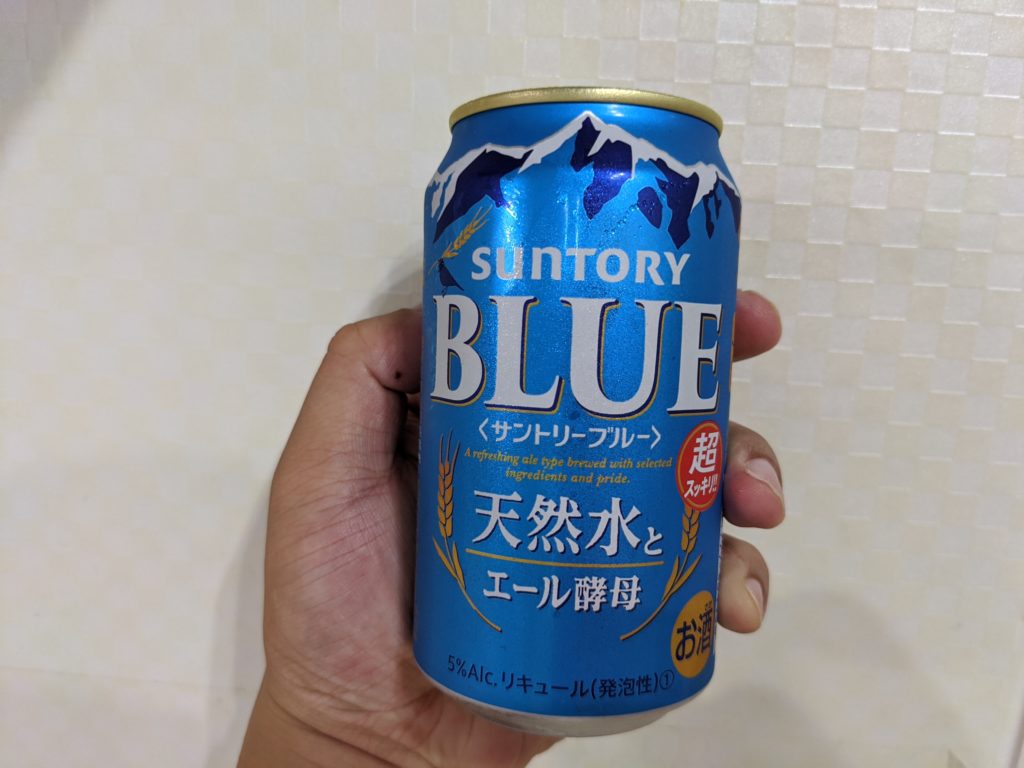 SUNTORY
BLUE
〈サントリーブルー〉
A refreshing ale type brewed with selected
ingredients and pride.
超
スッキリ!!
天然水と
エール酵母
お酒
5%Alc. リキュール(発泡性)①